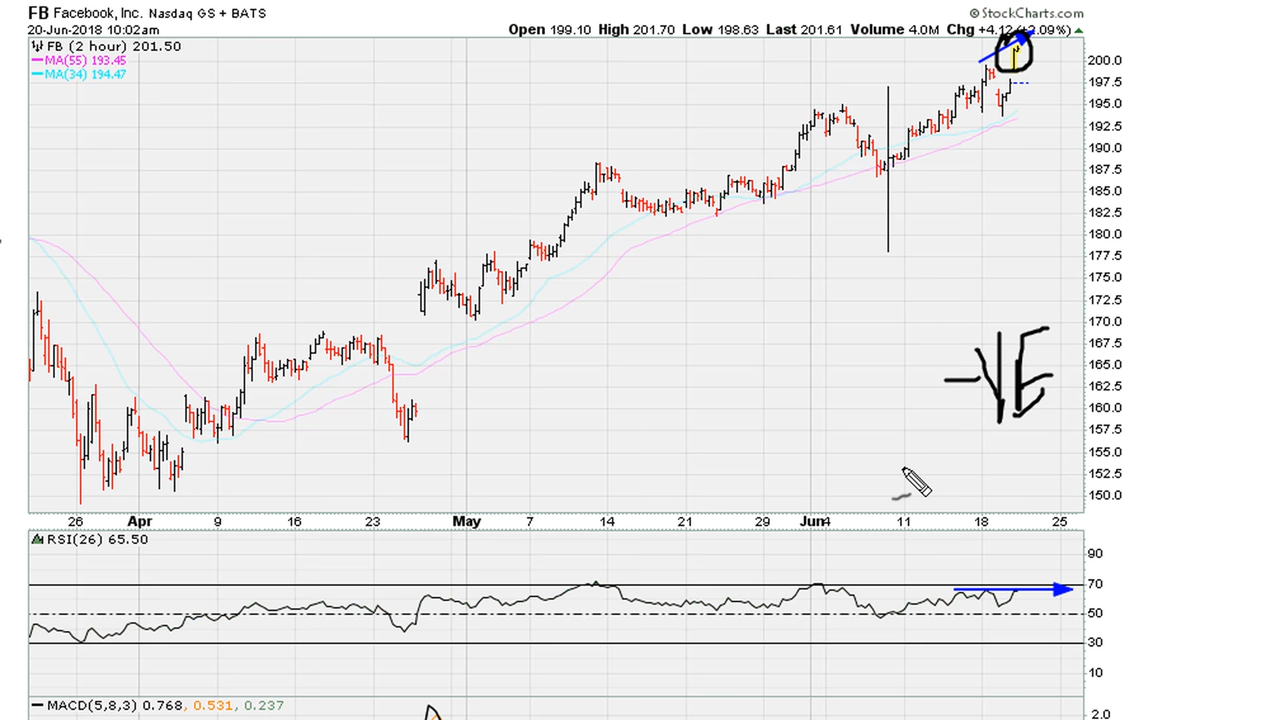 FB Facebook, Inc. Nasdaq GS + BATS
© StockCharts.com
20-Jun-2018 10:02am
Open 199.10 High 201.70 Low 198.63 Last 201.61 Volume 4.0M Chg +4.12 (+2.09%)
FB (2 hour) 201.50
MA(55) 193.45
MA(34) 194.47
200.0
197.5
195.0
192.5
190.0
187.5
185.0
182.5
180.0
177.5
175.0
172.5
170.0
167.5
165.0
162.5
160.0
157.5
155.0
152.5
150.0
-VE
26 Apr 9 16 23 May 7 14 21 29 Jun 4 11 18 25
RSI(26) 65.50
90
70
50
30
10
MACD(5,8,3) 0.768, 0.531, 0.237
2.0